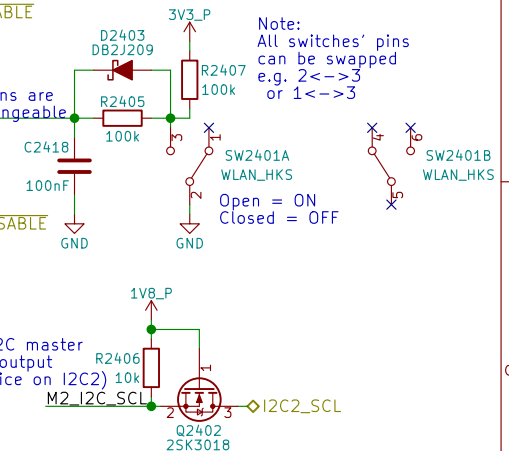 ABLE
3V3_P
Note:
All switches' pins
can be swapped
e.g. 2<->3
or 1<->3
D2403
DB2J209
R2407
100k
ns are
ngeable
R2405
100k
C2418
100nF
3
1
2
SW2401A
WLAN_HKS
4
6
5
SW2401B
WLAN_HKS
Open = ON
Closed = OFF
SABLE
GND
GND
1V8_P
2C master
output
ice on I2C2)
R2406
10k
1
M2_I2C_SCL
2
3
I2C2_SCL
Q2402
2SK3018